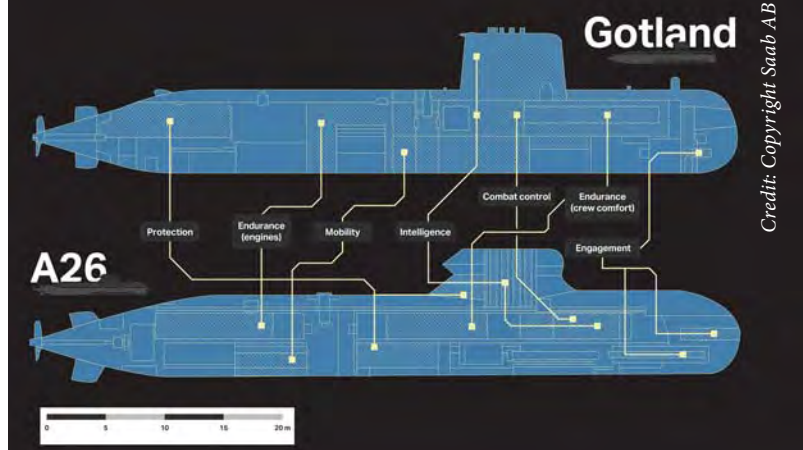 Gotland
Credit: Copyright Saab AB
Combat control
Endurance
(crew comfort)
Protection
Endurance
(engines)
Mobility
Intelligence
Engagement
A26
0
5
10
15
20 m